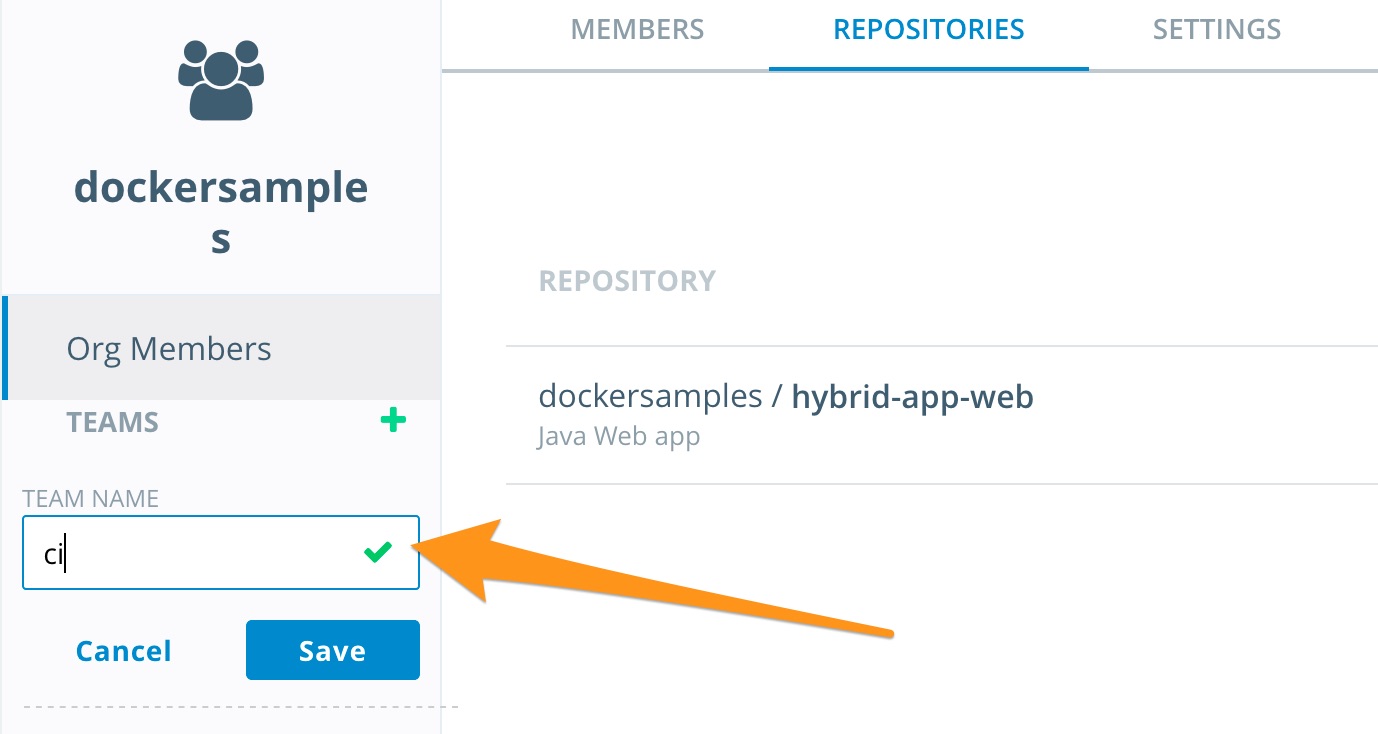 MEMBERS REPOSITORIES SETTINGS
dockersample
s
Org Members
TEAMS
TEAM NAME
ci
Cancel Save
REPOSITORY
dockersamples / hybrid-app-web
Java Web app